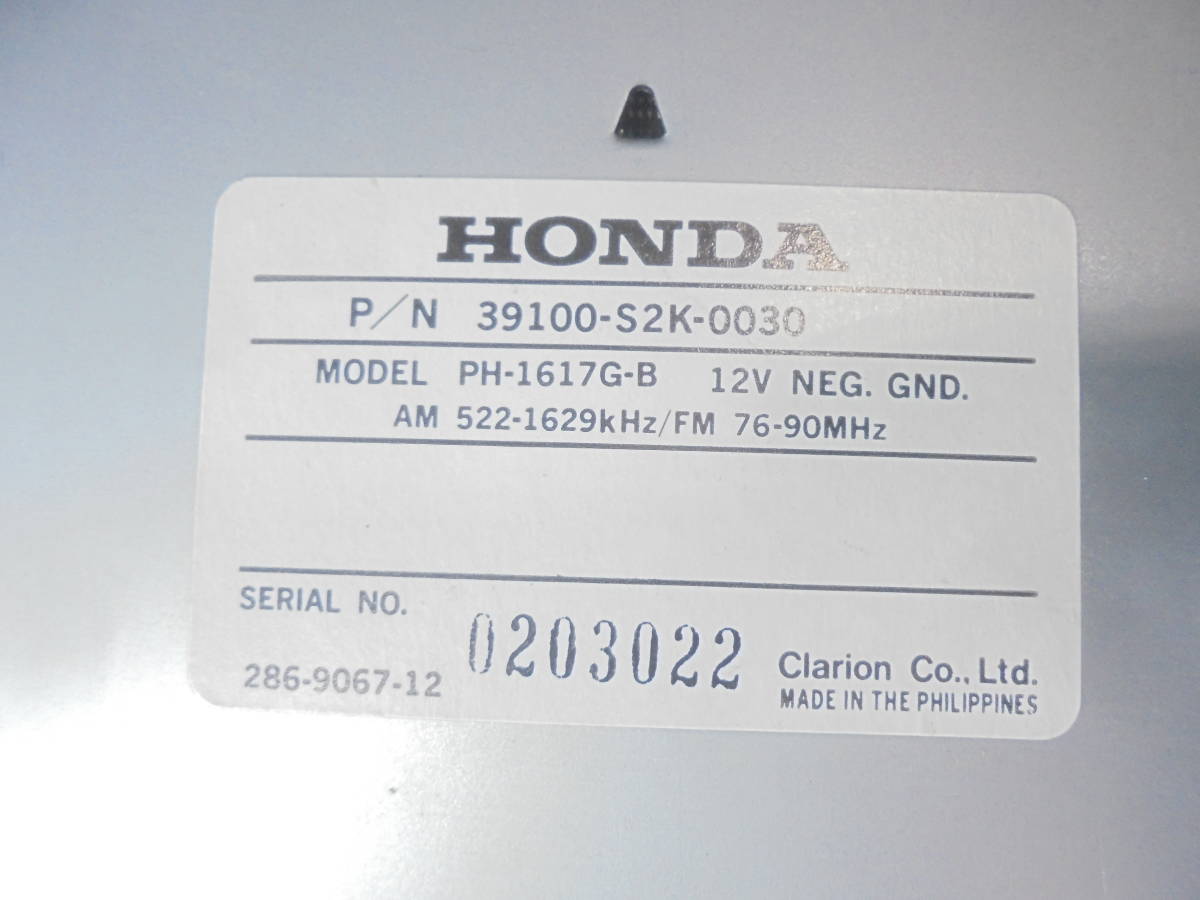 HONDA
P/N 39100-S2K-0030
MODEL PH-1617G-B 12V NEG. GND.
AM 522-1629kHz/FM 76-90MHz
SERIAL NO. 0203022
286-9067-12
Clarion Co., Ltd.
MADE IN THE PHILIPPINES